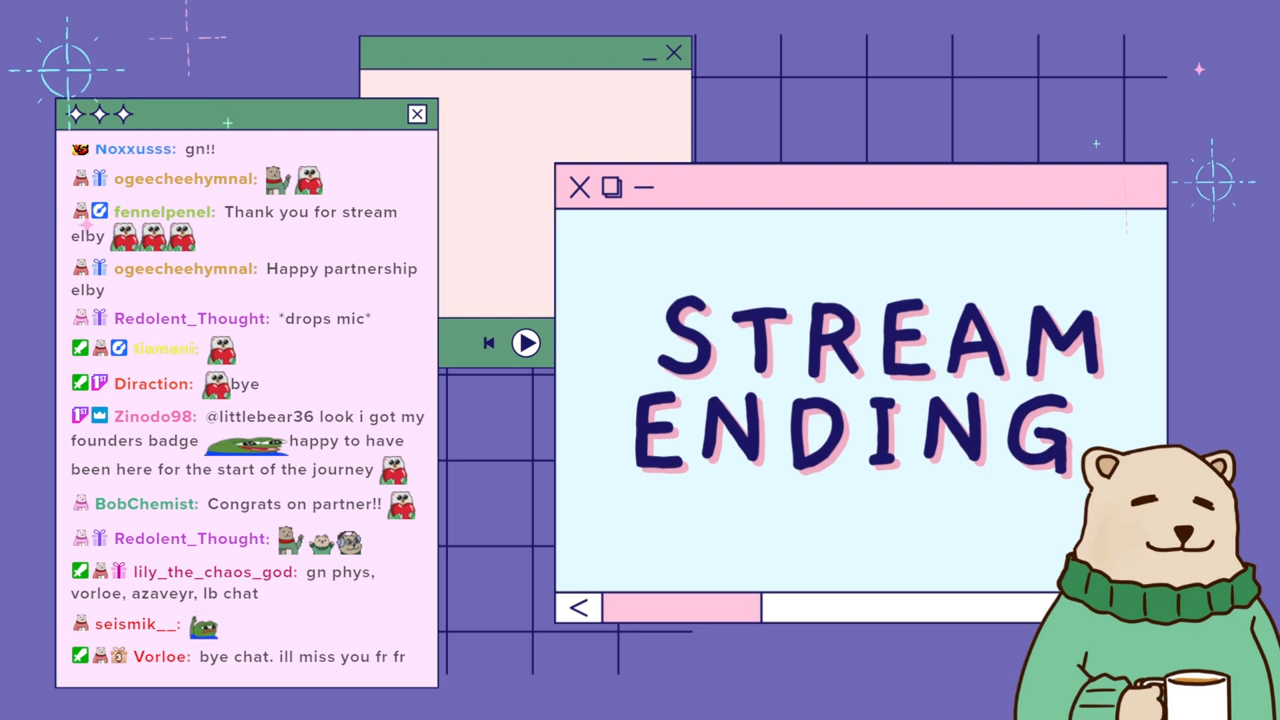 Noxxusss: gn!!
ogeecheehymnal:
fennelpenel: Thank you for stream
elby
ogeecheehymnal: Happy partnership
elby
Redolent_Thought: *drops mic*
Diraction: bye
Zinodo98: @littlebear36 look i got my
founders badge happy to have
been here for the start of the journey
BobChemist: Congrats on partner!!
Redolent_Thought:
lily_the_chaos_god: gn phys,
vorloe, azaveyr, lb chat
seismik__:
Vorloe: bye chat. ill miss you fr fr
STREAM
ENDING